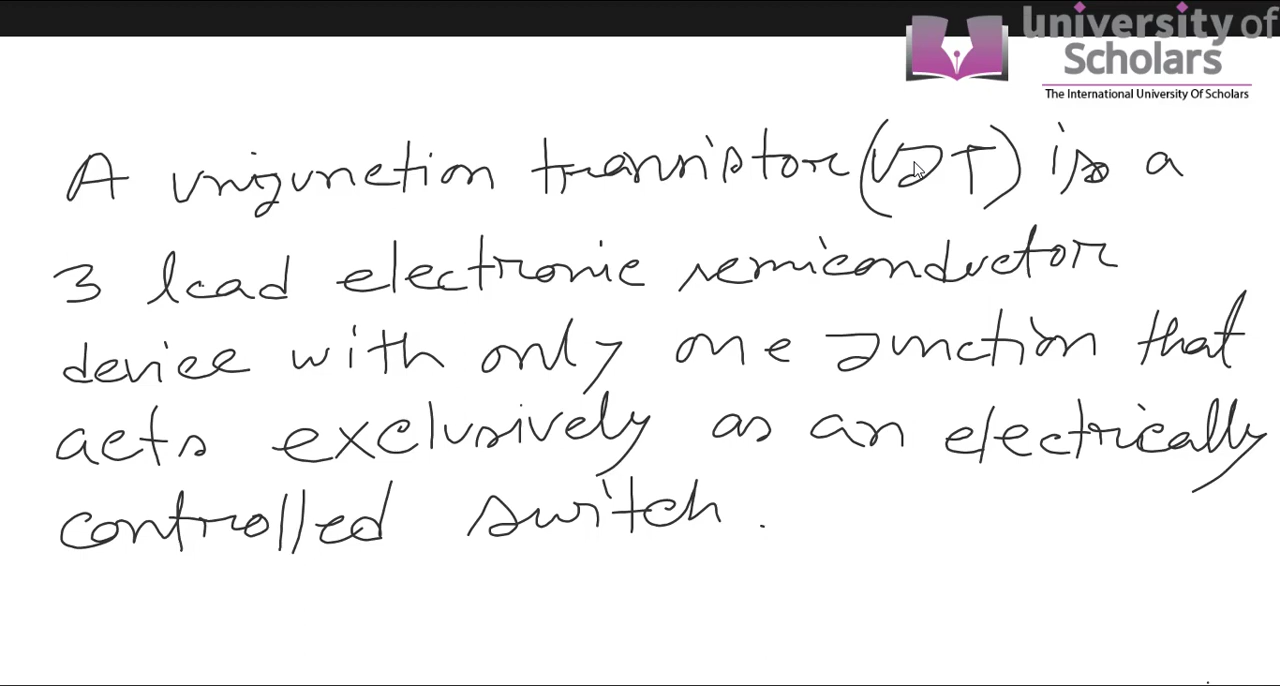 university of
Scholars
The International University Of Scholars
A unijunction transistor (UJT) is a
3 lead electronic semiconductor
device with only one junction that
acts exclusively as an electrically
controlled switch.